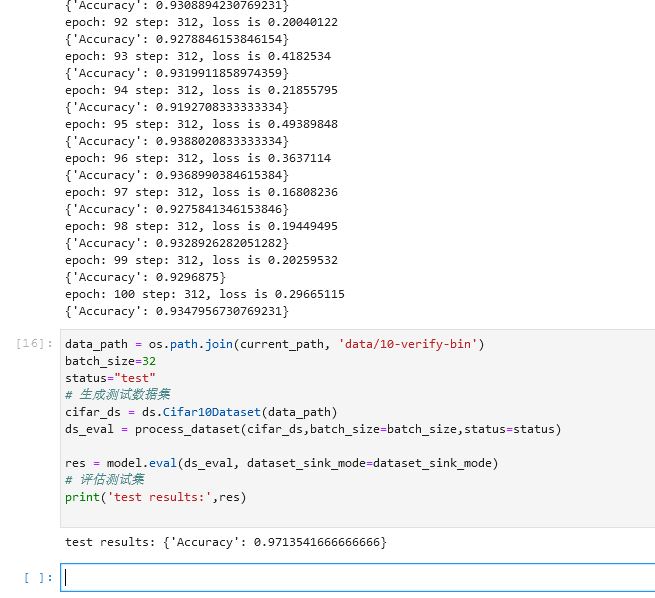 {'Accuracy': 0.9308894230769231}
epoch: 92 step: 312, loss is 0.20040122
{'Accuracy': 0.9278846153846154}
epoch: 93 step: 312, loss is 0.4182534
{'Accuracy': 0.9319911858974359}
epoch: 94 step: 312, loss is 0.21855795
{'Accuracy': 0.9192708333333334}
epoch: 95 step: 312, loss is 0.49389848
{'Accuracy': 0.9388020833333334}
epoch: 96 step: 312, loss is 0.3637114
{'Accuracy': 0.9368990384615384}
epoch: 97 step: 312, loss is 0.16808236
{'Accuracy': 0.9275841346153846}
epoch: 98 step: 312, loss is 0.19449495
{'Accuracy': 0.9328926282051282}
epoch: 99 step: 312, loss is 0.20259532
{'Accuracy': 0.9296875}
epoch: 100 step: 312, loss is 0.29665115
{'Accuracy': 0.9347956730769231}
[16]: data_path = os.path.join(current_path, 'data/10-verify-bin')
batch_size=32
status="test"
# 生成测试数据集
cifar_ds = ds.Cifar10Dataset(data_path)
ds_eval = process_dataset(cifar_ds,batch_size=batch_size,status=status)
res = model.eval(ds_eval, dataset_sink_mode=dataset_sink_mode)
# 评估测试集
print('test results:',res)
test results: {'Accuracy': 0.9713541666666666}
[ ]: